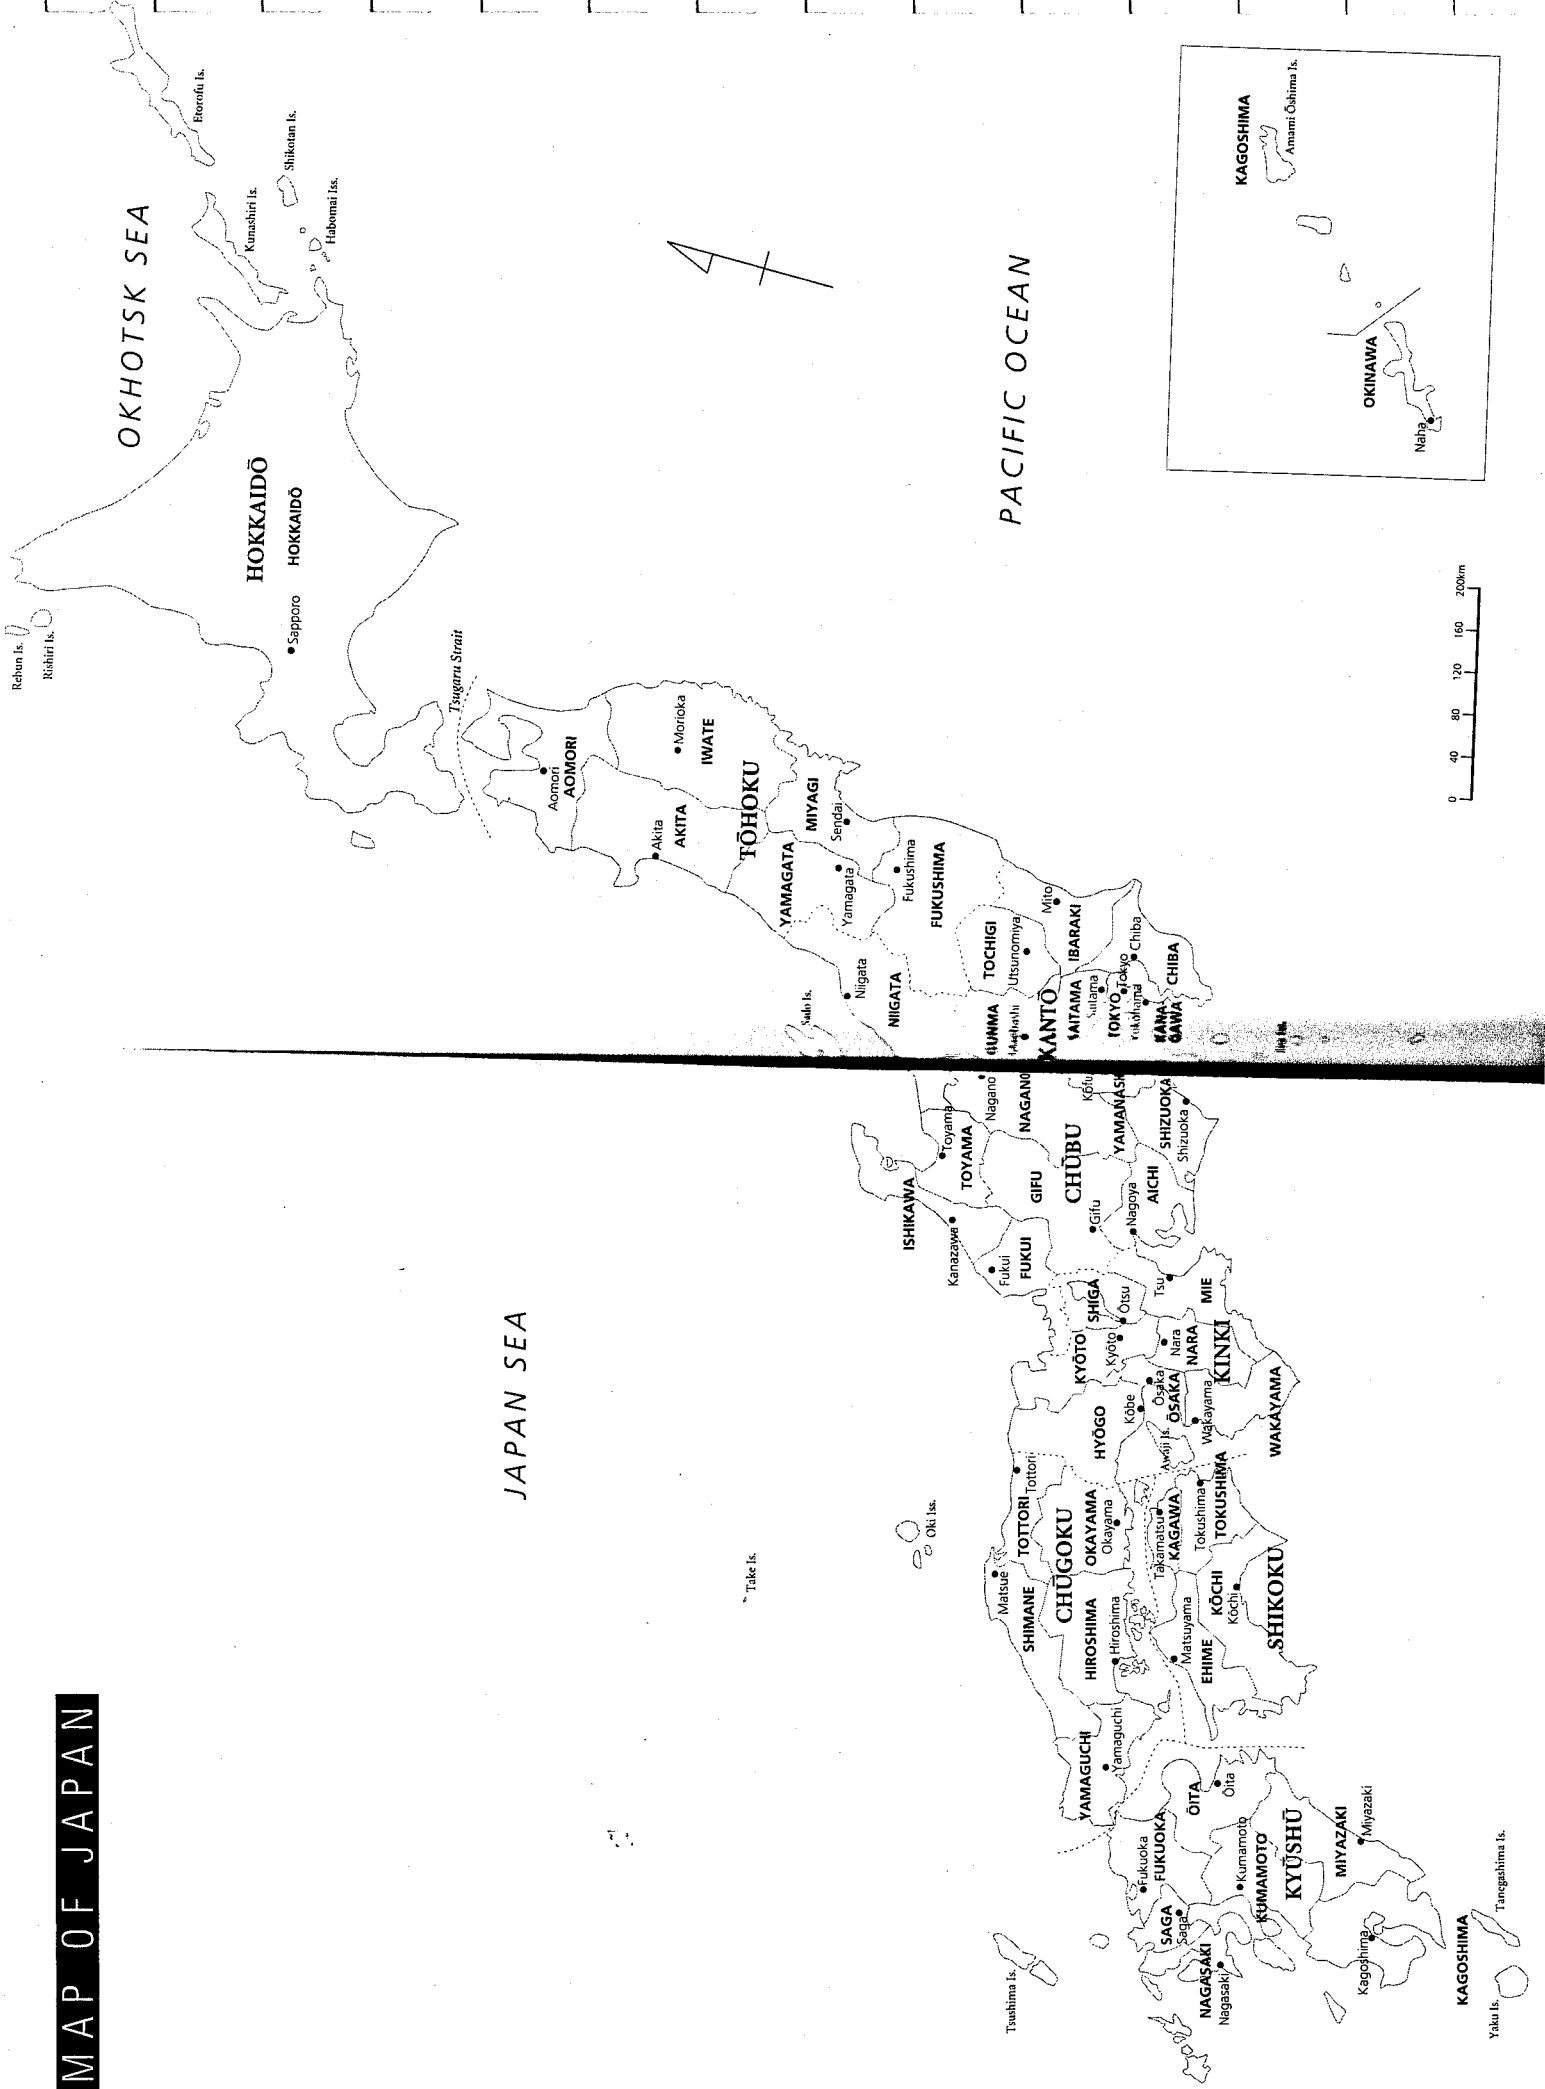 MAP OF JAPAN
OKHOTSK SEA
JAPAN SEA
PACIFIC OCEAN
Rebun Is.
Rishiri Is.
Etorofu Is.
Kunashiri Is.
Shikotan Is.
Habomai Iss.
HOKKAIDŌ
HOKKAIDŌ
Sapporo
Tsugaru Strait
Aomori
AOMORI
Morioka
IWATE
Akita
AKITA
TŌHOKU
MIYAGI
Sendai
YAMAGATA
Yamagata
Fukushima
FUKUSHIMA
Sado Is.
Niigata
NIIGATA
TOCHIGI
Utsunomiya
Mito
IBARAKI
GUNMA
Maebashi
KANTŌ
SAITAMA
Saitama
TOKYO
Tokyo
Chiba
CHIBA
Yokohama
KANA-
GAWA
Nagano
NAGANO
Kōfu
YAMANASHI
SHIZUOKA
Shizuoka
CHŪBU
Toyama
TOYAMA
ISHIKAWA
Kanazawa
GIFU
Gifu
Nagoya
AICHI
Fukui
FUKUI
SHIGA
Ōtsu
Tsu
MIE
KYŌTO
Kyōto
Nara
NARA
KINKI
Ōsaka
ŌSAKA
HYŌGO
Kōbe
Awaji Is.
Wakayama
WAKAYAMA
Oki Iss.
Take Is.
Tottori
TOTTORI
Matsue
SHIMANE
CHŪGOKU
OKAYAMA
Okayama
HIROSHIMA
Hiroshima
YAMAGUCHI
Yamaguchi
Takamatsu
KAGAWA
Tokushima
TOKUSHIMA
Matsuyama
EHIME
KŌCHI
Kōchi
SHIKOKU
Tsushima Is.
Fukuoka
FUKUOKA
SAGA
Saga
NAGASAKI
Nagasaki
ŌITA
Ōita
Kumamoto
KUMAMOTO
KYŪSHŪ
MIYAZAKI
Miyazaki
Kagoshima
KAGOSHIMA
Yaku Is.
Tanegashima Is.
0 40 80 120 160 200km
KAGOSHIMA
Amami Ōshima Is.
OKINAWA
Naha